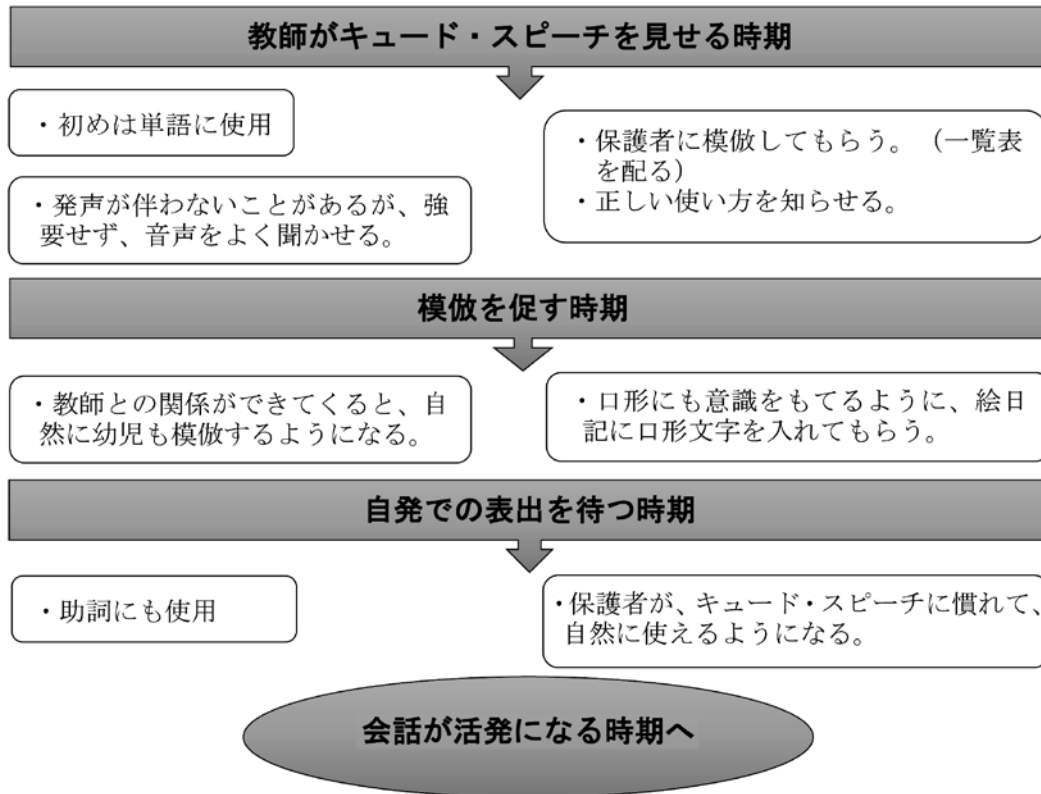 教師がキュード・スピーチを見せる時期
・初めは単語に使用
・発声が伴わないことがあるが、強
要せず、音声をよく聞かせる。
・保護者に模倣してもらう。（一覧表
を配る）
・正しい使い方を知らせる。
模倣を促す時期
・教師との関係ができてくると、自
然に幼児も模倣するようになる。
・口形にも意識をもてるように、絵日
記に口形文字を入れてもらう。
自発での表出を待つ時期
・助詞にも使用
・保護者が、キュード・スピーチに慣れて、
自然に使えるようになる。
会話が活発になる時期へ